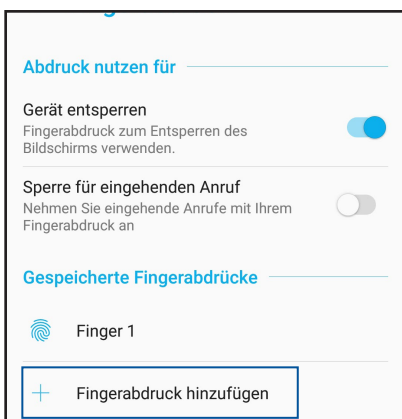 Abdruck nutzen für
Gerät entsperren
Fingerabdruck zum Entsperren des
Bildschirms verwenden.
Sperre für eingehenden Anruf
Nehmen Sie eingehende Anrufe mit Ihrem
Fingerabdruck an
Gespeicherte Fingerabdrücke
Finger 1
Fingerabdruck hinzufügen